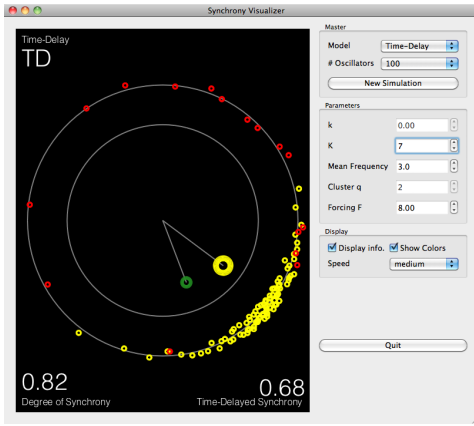 Synchrony Visualizer
Time-Delay
TD
0.82
Degree of Synchrony
0.68
Time-Delayed Synchrony
Master
Model Time-Delay
# Oscillators 100
New Simulation
Parameters
k 0.00
K 7
Mean Frequency 3.0
Cluster q 2
Forcing F 8.00
Display
Display info. Show Colors
Speed medium
Quit